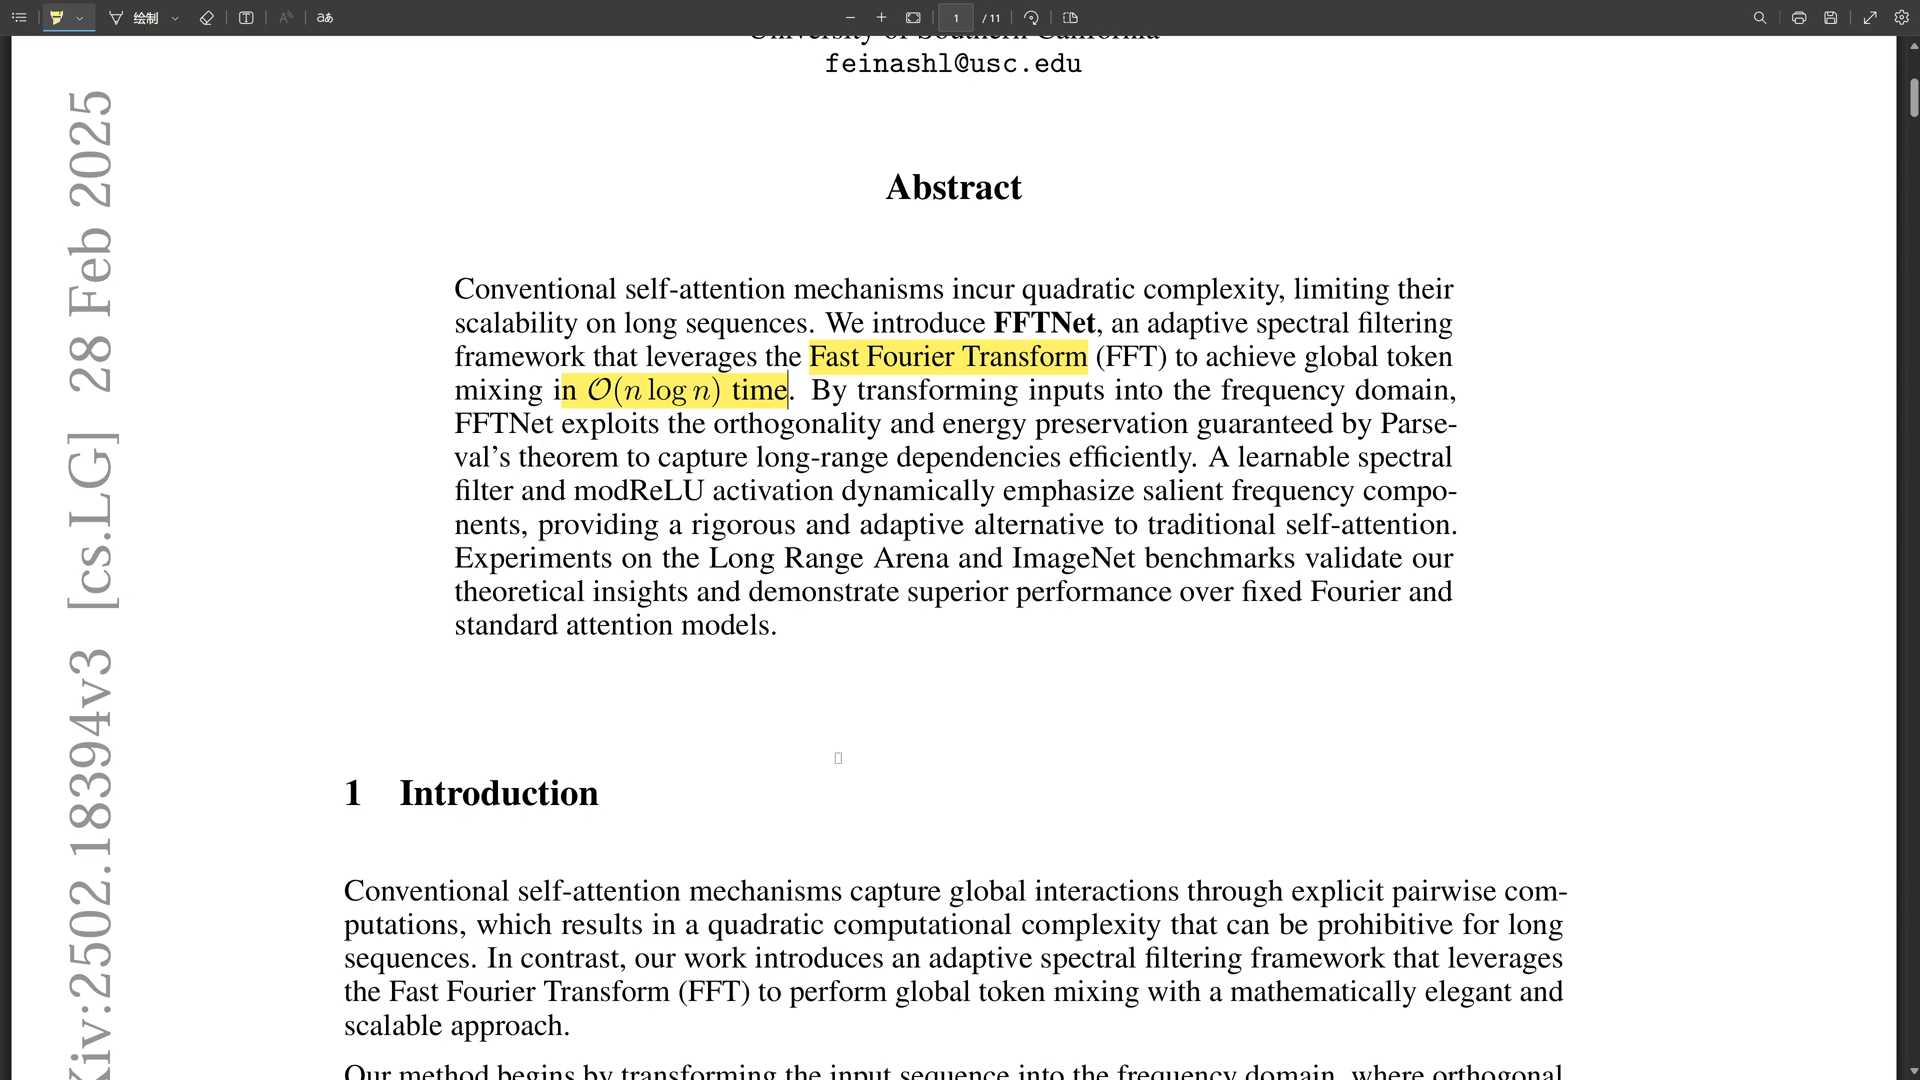 绘制
aあ
1
/ 11
University of Southern California
feinashl@usc.edu
Abstract
Conventional self-attention mechanisms incur quadratic complexity, limiting their
scalability on long sequences. We introduce FFTNet, an adaptive spectral filtering
framework that leverages the Fast Fourier Transform (FFT) to achieve global token
mixing in O(n log n) time. By transforming inputs into the frequency domain,
FFTNet exploits the orthogonality and energy preservation guaranteed by Parse-
val’s theorem to capture long-range dependencies efficiently. A learnable spectral
filter and modReLU activation dynamically emphasize salient frequency compo-
nents, providing a rigorous and adaptive alternative to traditional self-attention.
Experiments on the Long Range Arena and ImageNet benchmarks validate our
theoretical insights and demonstrate superior performance over fixed Fourier and
standard attention models.
1 Introduction
Conventional self-attention mechanisms capture global interactions through explicit pairwise com-
putations, which results in a quadratic computational complexity that can be prohibitive for long
sequences. In contrast, our work introduces an adaptive spectral filtering framework that leverages
the Fast Fourier Transform (FFT) to perform global token mixing with a mathematically elegant and
scalable approach.
Our method begins by transforming the input sequence into the frequency domain, where orthogonal
Xiv:2502.18394v3 [cs.LG] 28 Feb 2025